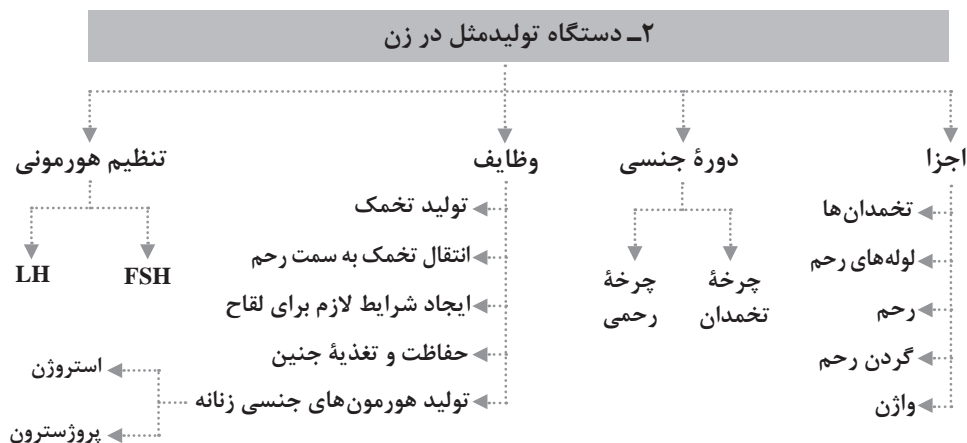 ۲ـ دستگاه تولیدمثل در زن
اجزا
تخمدان‌ها
لوله‌های رحم
رحم
گردن رحم
واژن
دورهٔ جنسی
چرخهٔ
تخمدان
چرخهٔ
رحمی
وظایف
تولید تخمک
انتقال تخمک به سمت رحم
ایجاد شرایط لازم برای لقاح
حفاظت و تغذیهٔ جنین
تولید هورمون‌های جنسی زنانه
استروژن
پروژسترون
تنظیم هورمونی
FSH
LH